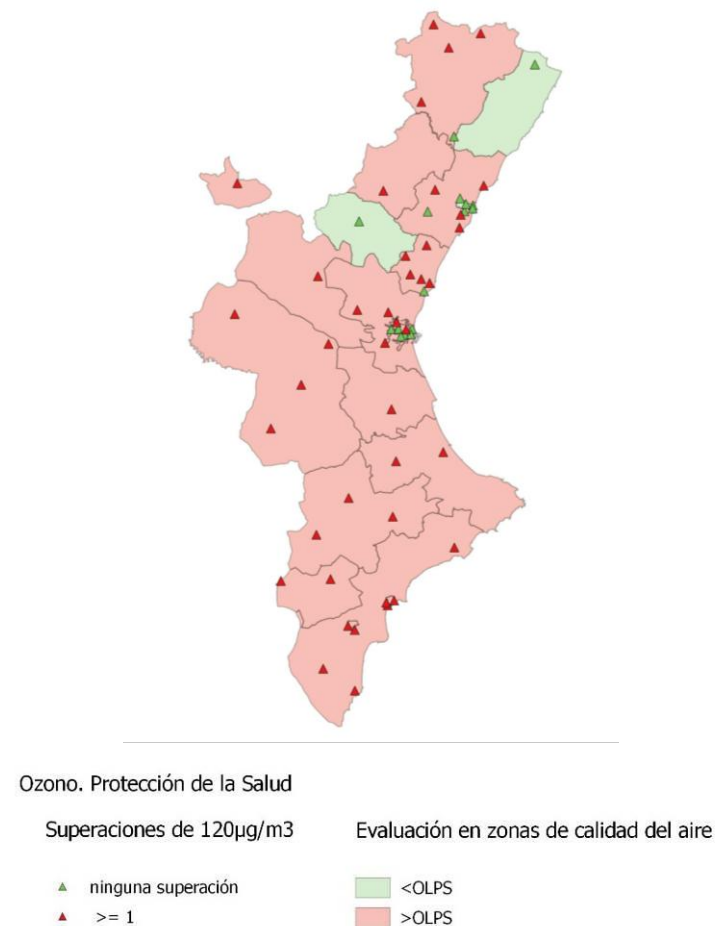 Ozono. Protección de la Salud
Superaciones de 120µg/m3
Evaluación en zonas de calidad del aire
ninguna superación
<OLPS
>= 1
>OLPS